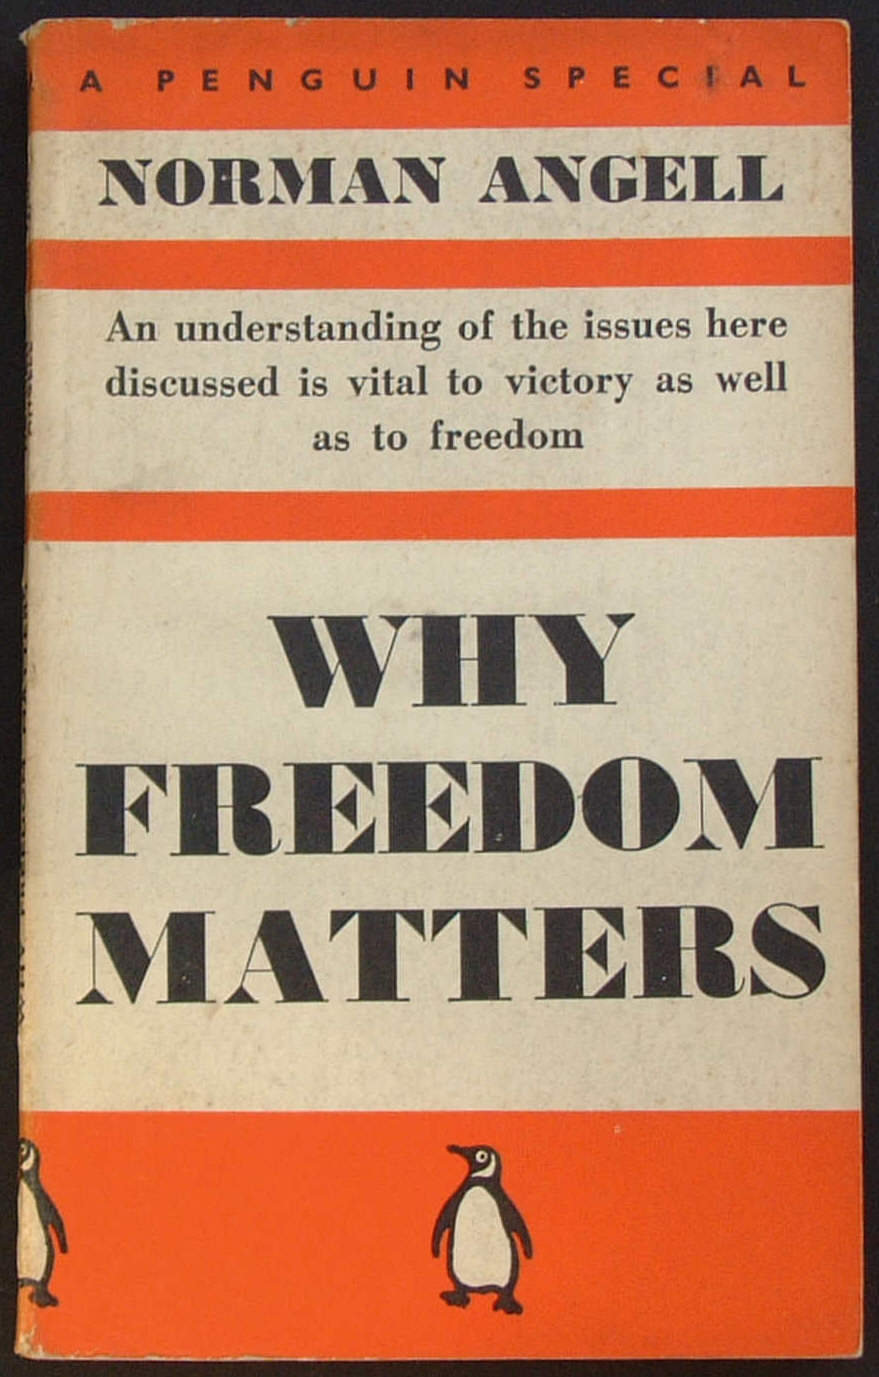 A PENGUIN SPECIAL
NORMAN ANGELL
An understanding of the issues here
discussed is vital to victory as well
as to freedom
WHY
FREEDOM
MATTERS